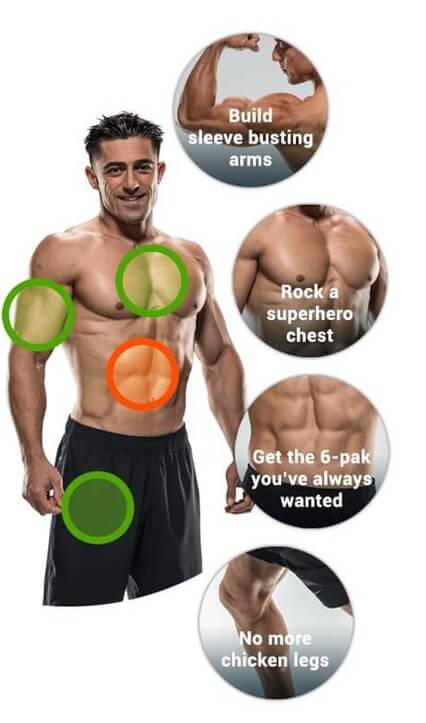 Build
sleeve busting
arms
Rock a
superhero
chest
Get the 6-pak
you've always
wanted
No more
chicken legs